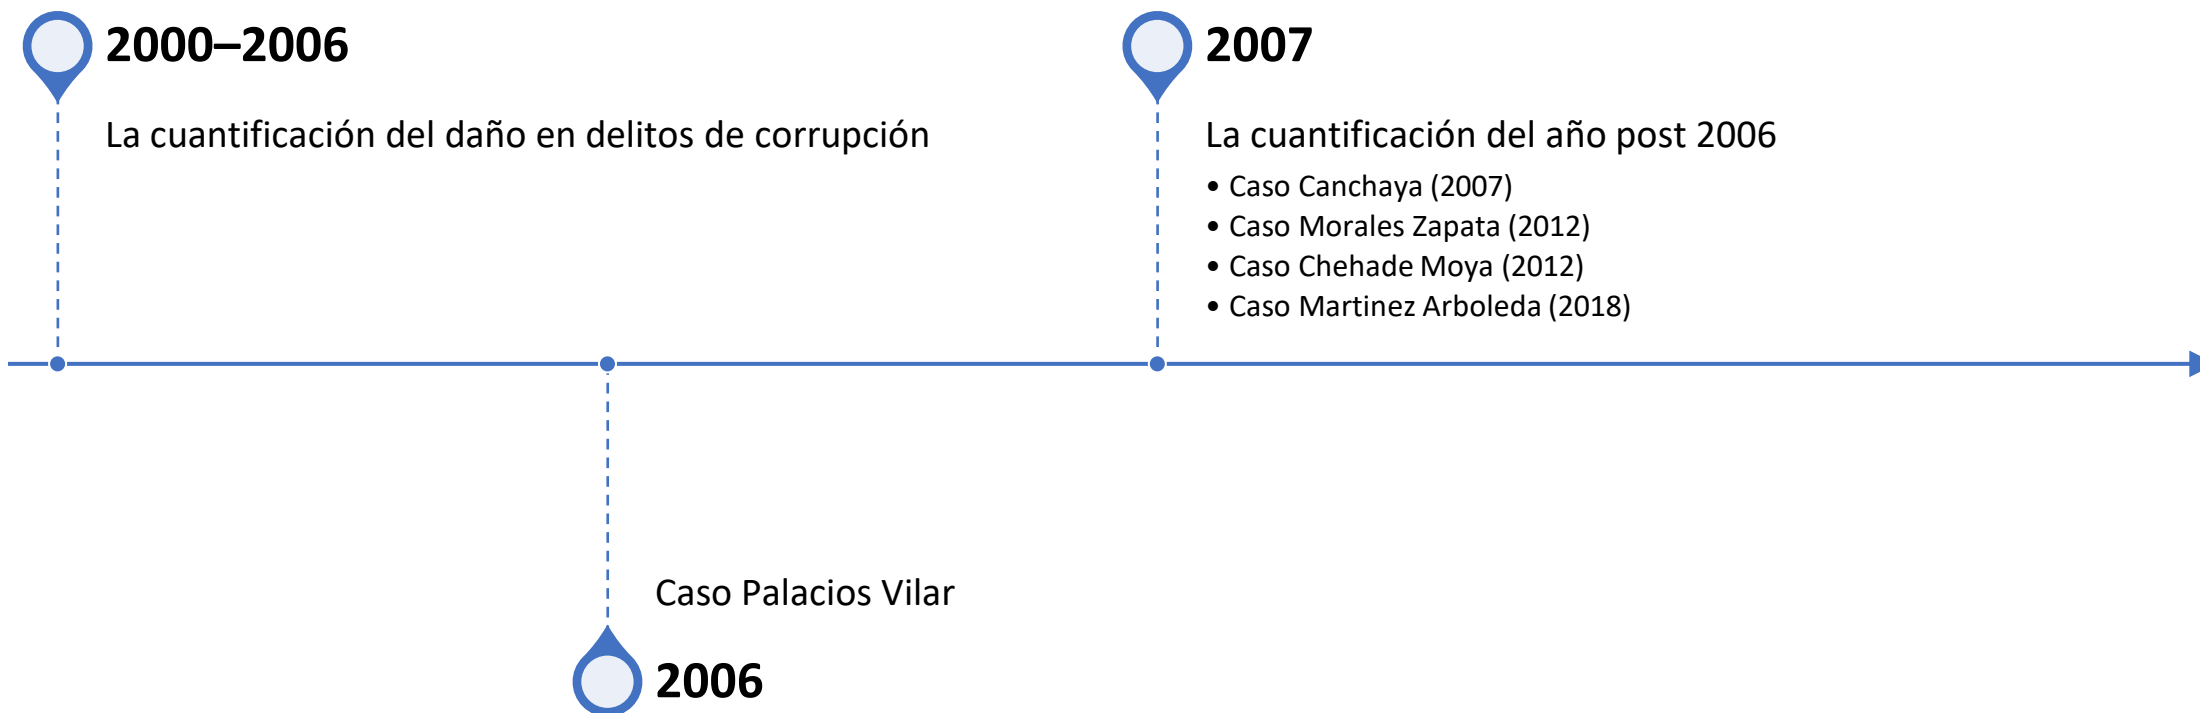 2000–2006
La cuantificación del daño en delitos de corrupción
2007
La cuantificación del año post 2006
• Caso Canchaya (2007)
• Caso Morales Zapata (2012)
• Caso Chehade Moya (2012)
• Caso Martinez Arboleda (2018)
Caso Palacios Vilar
2006